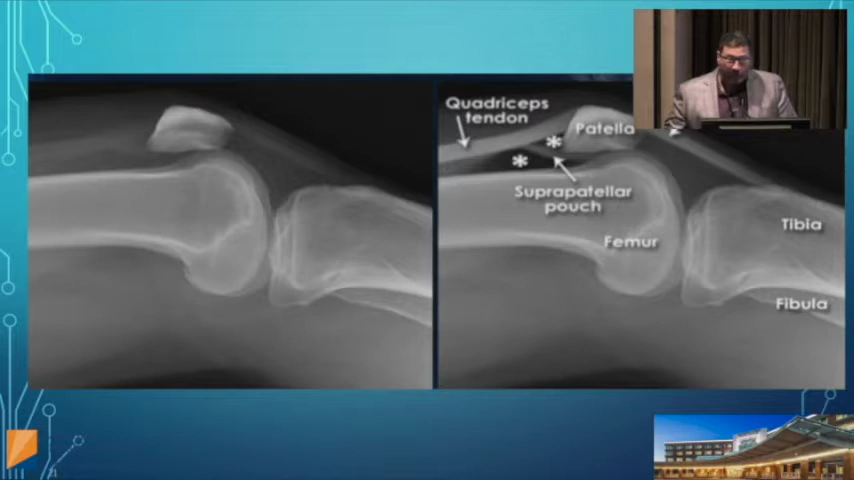 Quadriceps
tendon
Patella
*
*
Suprapatellar
pouch
Tibia
Femur
Fibula